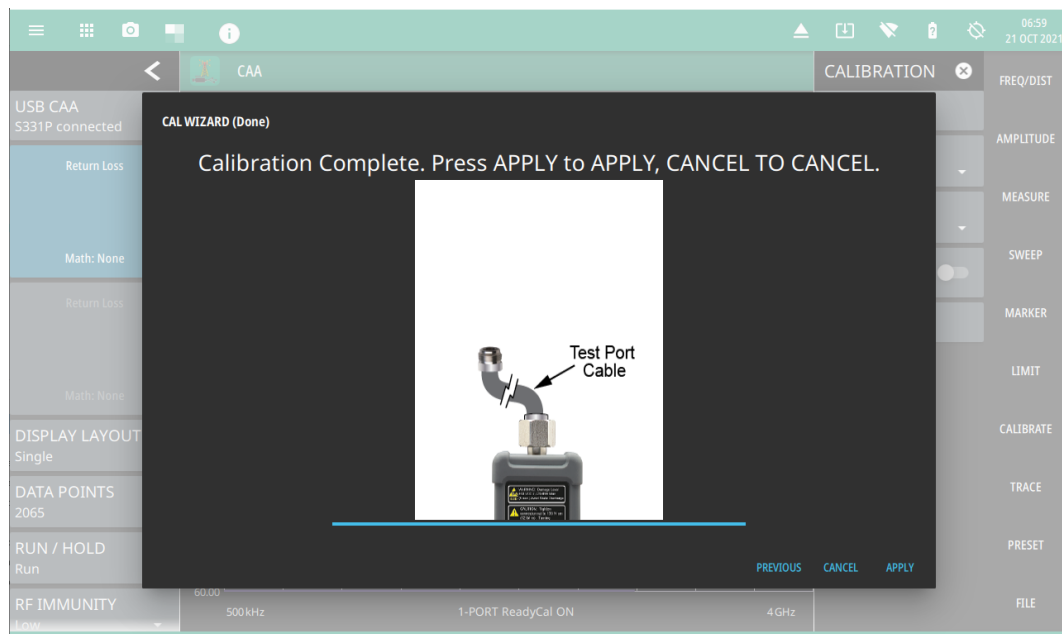 06:59
21 OCT 2021
CAA
CALIBRATION
USB CAA
S331P connected
Return Loss
Math: None
Return Loss
Math: None
DISPLAY LAYOUT
Single
DATA POINTS
2065
RUN / HOLD
Run
RF IMMUNITY
Low
CAL WIZARD (Done)
Calibration Complete. Press APPLY to APPLY, CANCEL TO CANCEL.
Test Port
Cable
PREVIOUS CANCEL APPLY
60.00
500 kHz 1-PORT ReadyCal ON 4 GHz
FREQ/DIST
AMPLITUDE
MEASURE
SWEEP
MARKER
LIMIT
CALIBRATE
TRACE
PRESET
FILE